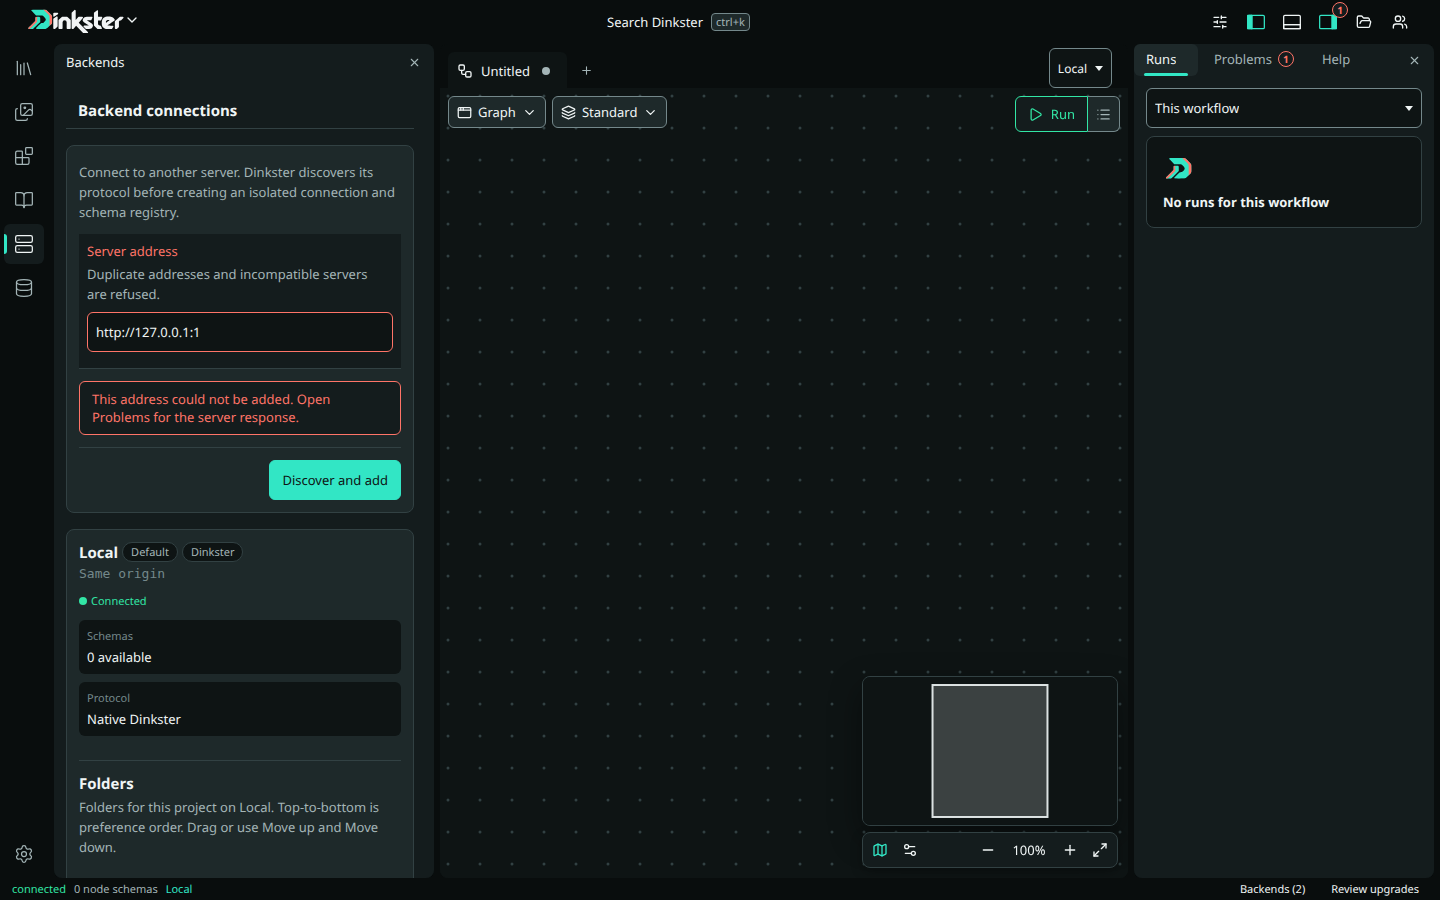 Dinkster
Search Dinkster ctrl+k
1
Backends
Backend connections
Connect to another server. Dinkster discovers its
protocol before creating an isolated connection and
schema registry.
Server address
Duplicate addresses and incompatible servers
are refused.
http://127.0.0.1:1
This address could not be added. Open
Problems for the server response.
Discover and add
Local Default Dinkster
Same origin
Connected
Schemas
0 available
Protocol
Native Dinkster
Folders
Folders for this project on Local. Top-to-bottom is
preference order. Drag or use Move up and Move
down.
Untitled
Local
Graph Standard
Run
100%
Runs Problems 1 Help
This workflow
No runs for this workflow
connected 0 node schemas Local
Backends (2) Review upgrades